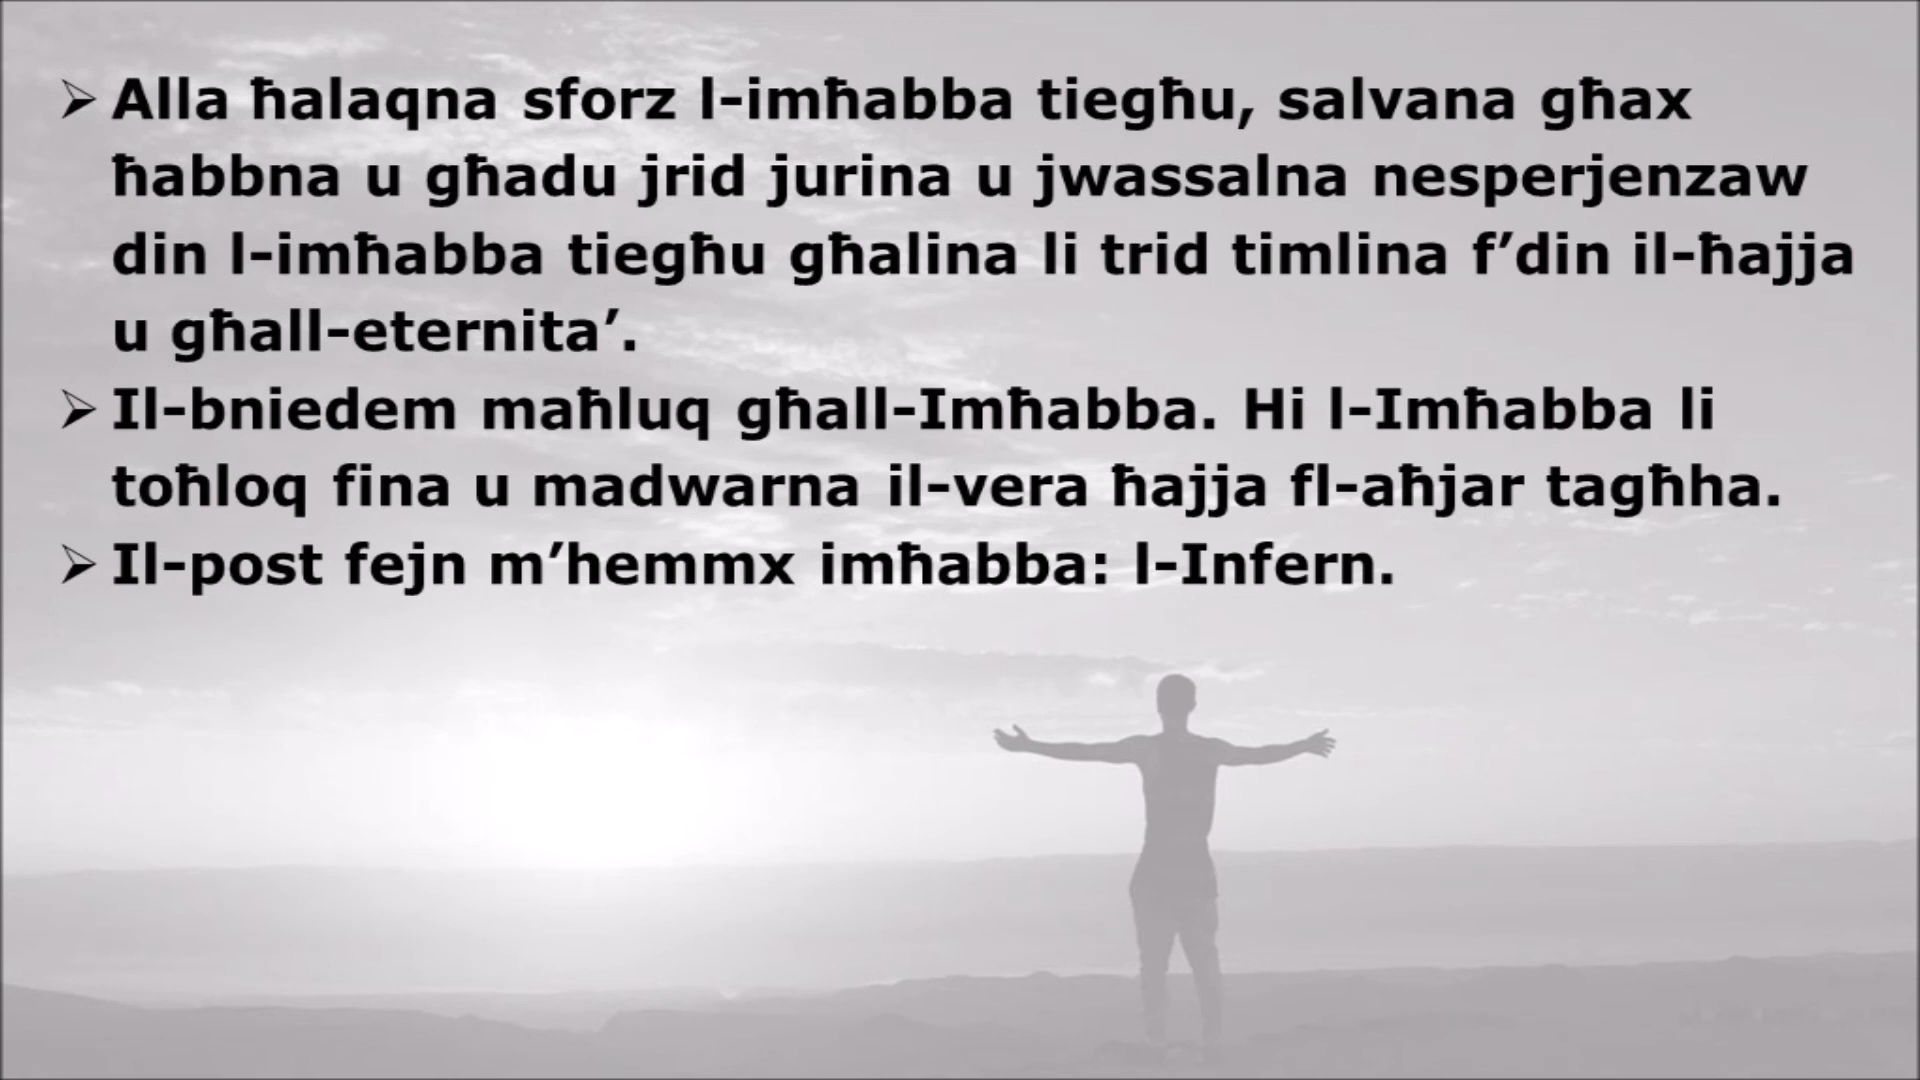 ➢ Alla ħalaqna sforz l-imħabba tiegħu, salvana għax
ħabbna u għadu jrid jurina u jwassalna nesperjenzaw
din l-imħabba tiegħu għalina li trid timlina f’din il-ħajja
u għall-eternita’.
➢ Il-bniedem maħluq għall-Imħabba. Hi l-Imħabba li
toħloq fina u madwarna il-vera ħajja fl-aħjar tagħha.
➢ Il-post fejn m’hemmx imħabba: l-Infern.